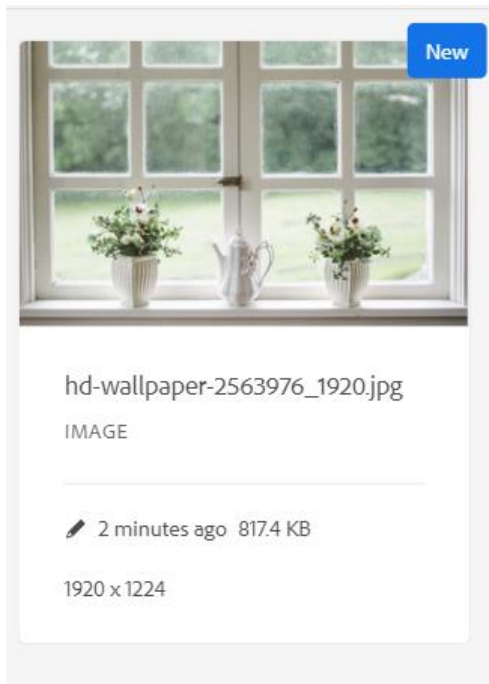 New
hd-wallpaper-2563976_1920.jpg
IMAGE
2 minutes ago 817.4 KB
1920 x 1224